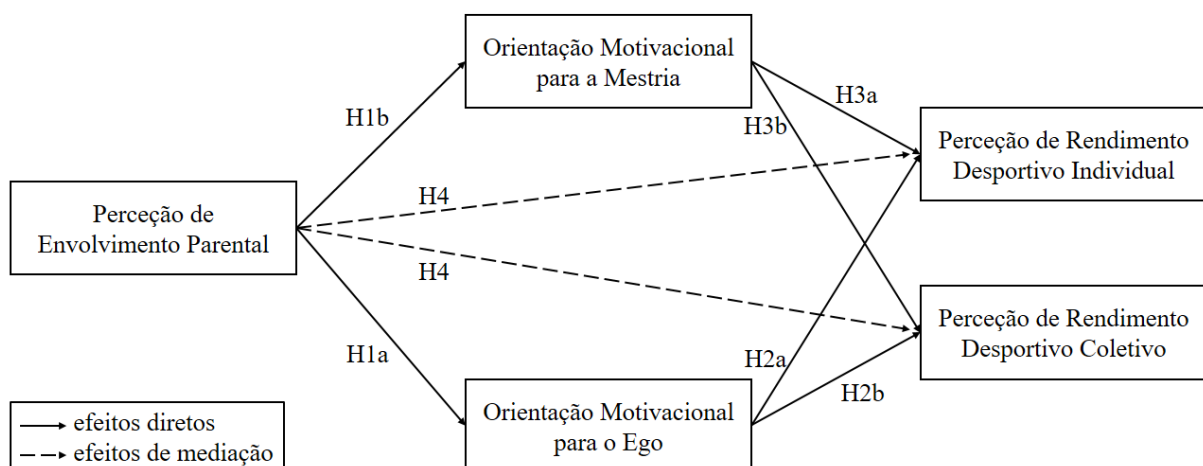 Orientação Motivacional
para a Mestria
H1b
H3a
H3b
Perceção de Rendimento
Desportivo Individual
H4
Perceção de
Envolvimento Parental
H4
Perceção de Rendimento
Desportivo Coletivo
H1a
H2a
H2b
Orientação Motivacional
para o Ego
efeitos diretos
efeitos de mediação